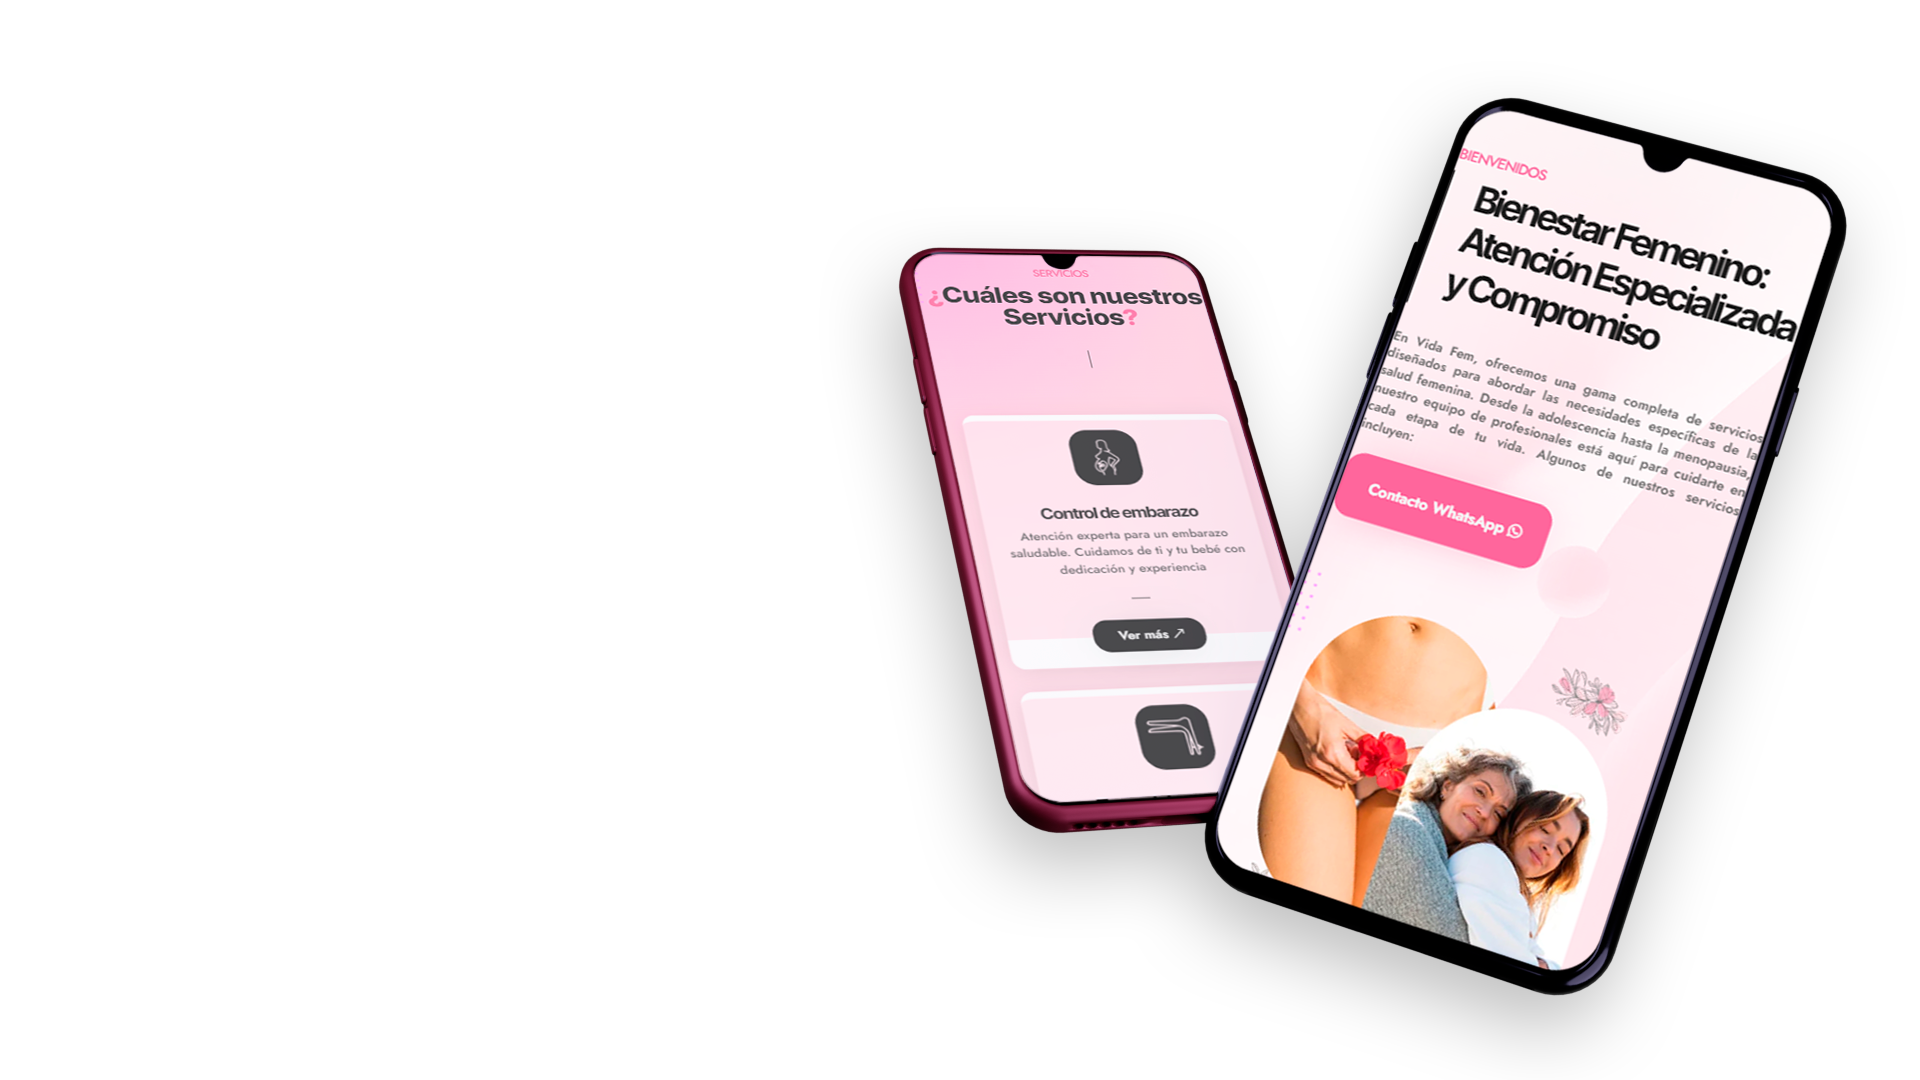 SERVICIOS
¿Cuáles son nuestros
Servicios?
Control de embarazo
Atención experta para un embarazo
saludable. Cuidamos de ti y tu bebé con
dedicación y experiencia
Ver más
BIENVENIDOS
Bienestar Femenino:
Atención Especializada
y Compromiso
En Vida Fem, ofrecemos una gama completa de servicios
diseñados para abordar las necesidades específicas de la
salud femenina. Desde la adolescencia hasta la menopausia,
nuestro equipo de profesionales está aquí para cuidarte en
cada etapa de tu vida. Algunos de nuestros servicios
incluyen:
Contacto WhatsApp